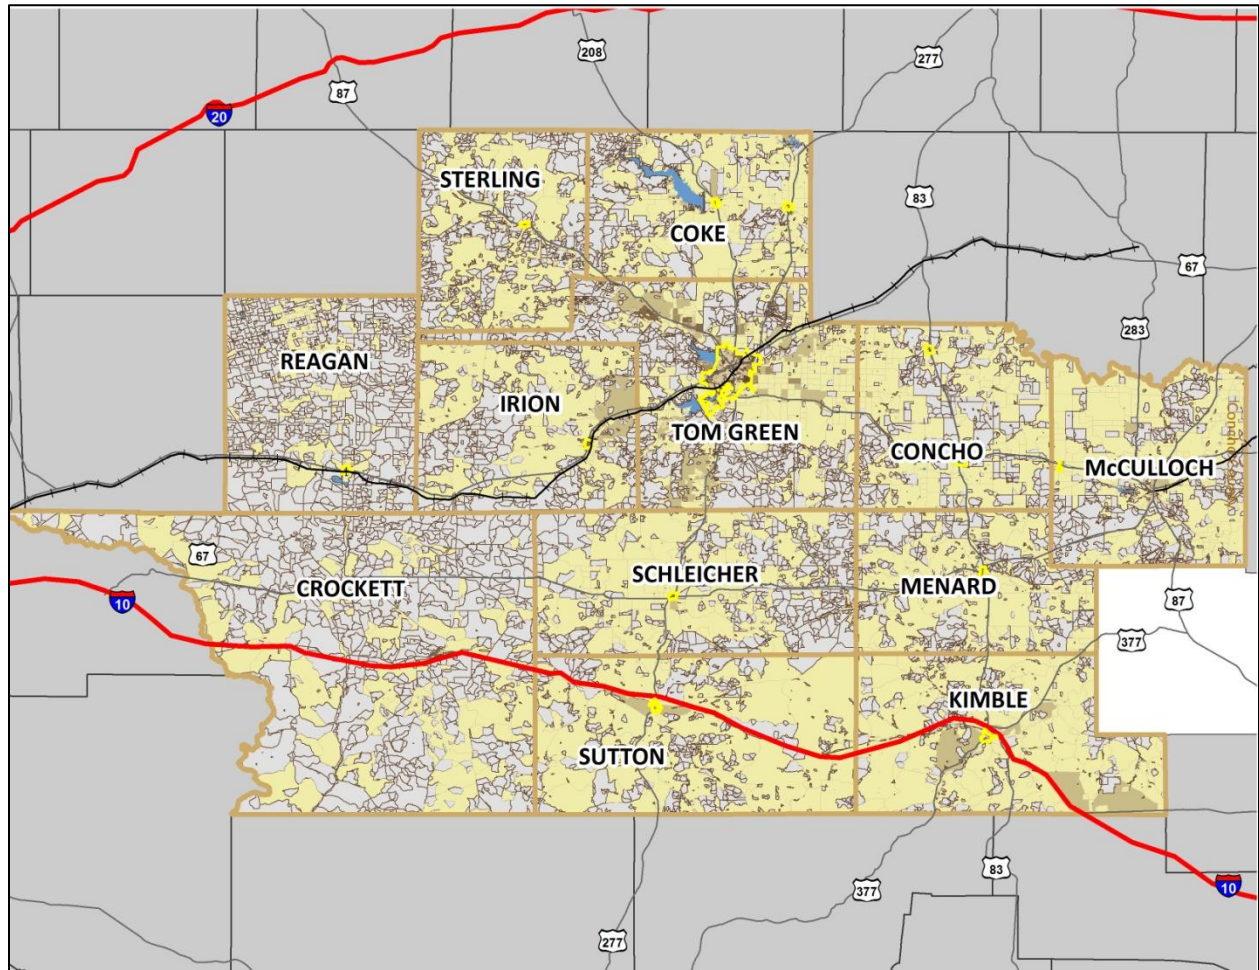 208
277
87
20
STERLING
83
COKE
67
283
REAGAN
IRION
TOM GREEN
CONCHO
McCULLOCH
67
CROCKETT
SCHLEICHER
MENARD
10
87
377
KIMBLE
SUTTON
83
377
10
277